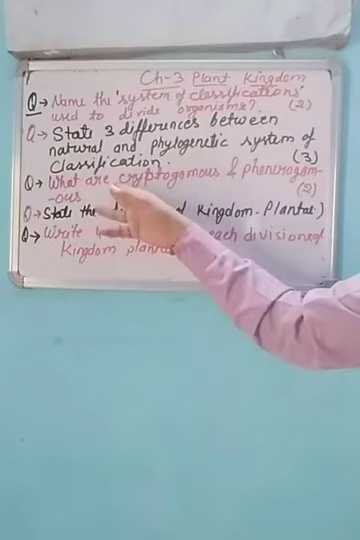 Ch-3 Plant Kingdom
Q→ Name the 'system of classifications'
used to divide organisms?. (2)
Q→ State 3 differences between
natural and phylogenetic system of
Classification. (3)
Q→ What are cryptogamous & phenerogam-
-ous (2)
Q→ State the Kingdom-Plantae)
Q→ Write each divisions of
Kingdom